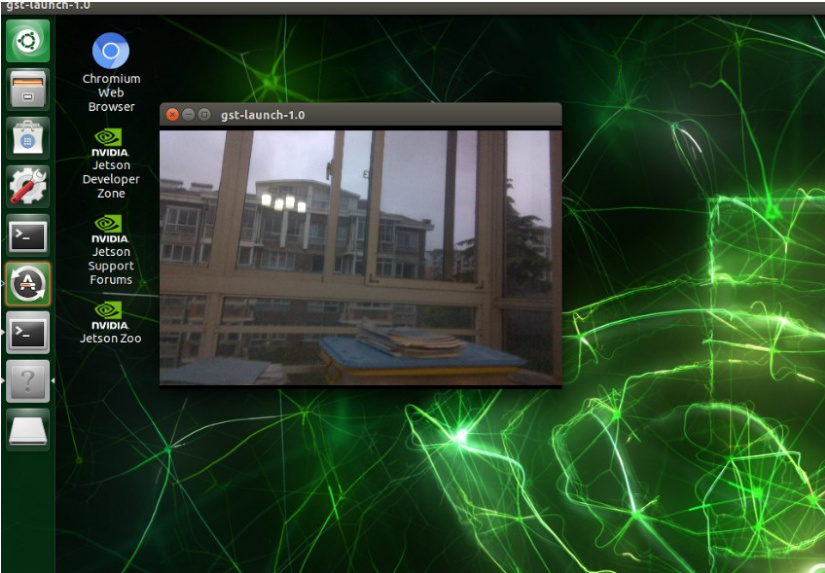 gst-launch-1.0
Chromium
Web
Browser
gst-launch-1.0
NVIDIA
Jetson
Developer
Zone
NVIDIA
Jetson
Support
Forums
NVIDIA
Jetson Zoo